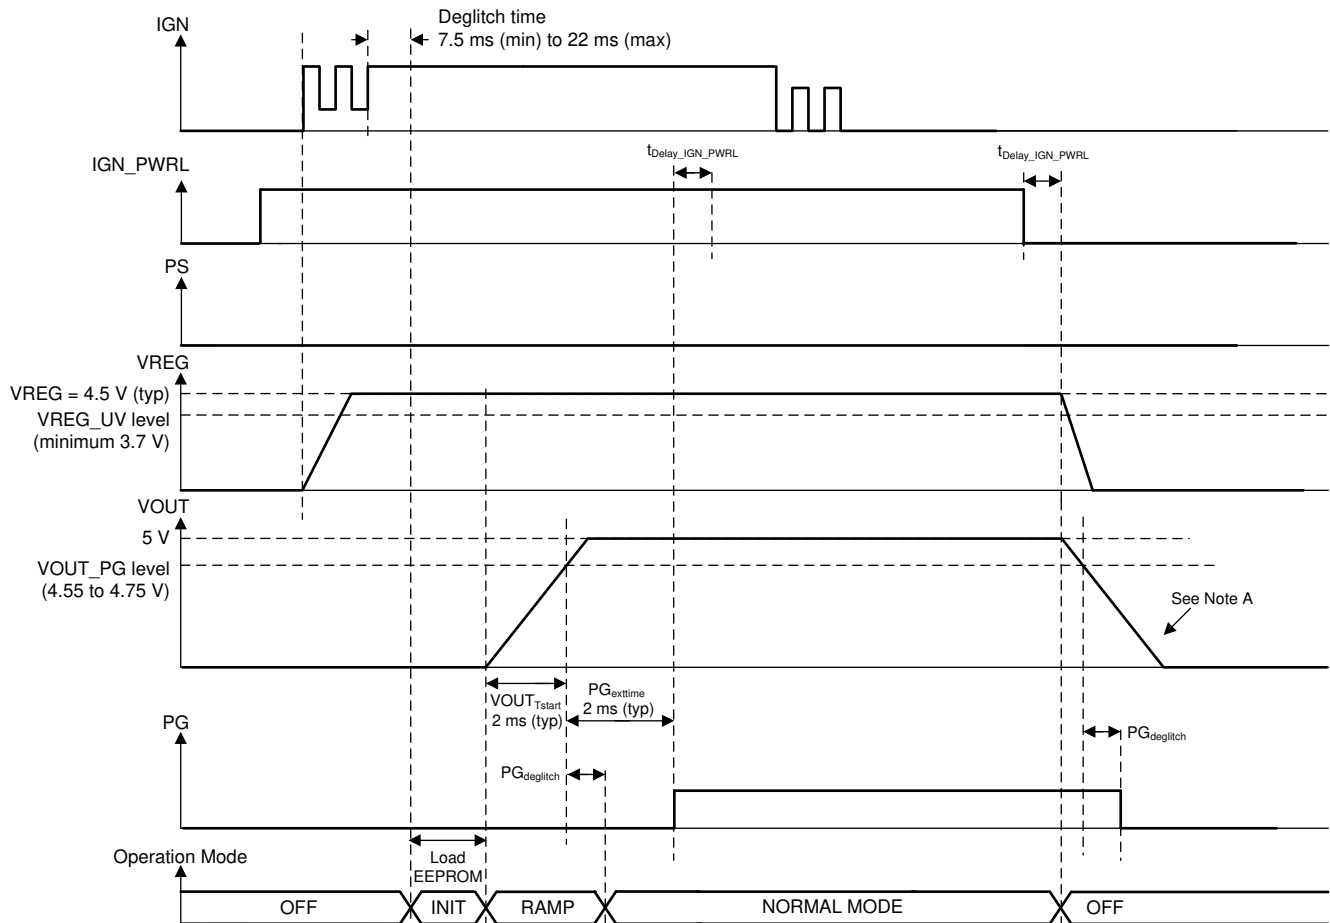 Deglitch time
7.5 ms (min) to 22 ms (max)
IGN
tDelay_IGN_PWRL
tDelay_IGN_PWRL
IGN_PWRL
PS
VREG
VREG = 4.5 V (typ)
VREG_UV level
(minimum 3.7 V)
VOUT
5 V
VOUT_PG level
(4.55 to 4.75 V)
See Note A
VOUTTstart
2 ms (typ)
PGexttime
2 ms (typ)
PG
PGdeglitch
PGdeglitch
Operation Mode
Load
EEPROM
OFF
INIT
RAMP
NORMAL MODE
OFF